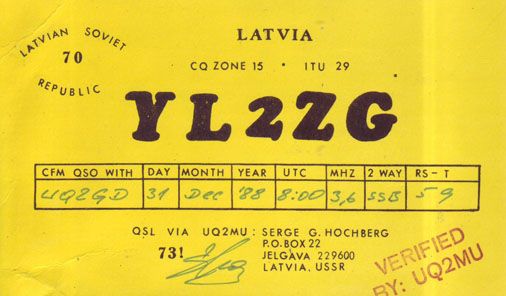 LATVIAN SOVIET
70
REPUBLIC
LATVIA
CQ ZONE 15 • ITU 29
YL2ZG
CFM QSO WITH DAY MONTH YEAR UTC MHZ 2 WAY RS-T
UQ2GD 31 Dec '88 8:00 3,6 SSB 59
QSL VIA UQ2MU: SERGE G. HOCHBERG
P.O.BOX 22
73! JELGAVA 229600
LATVIA, USSR
VERIFIED
BY: UQ2MU